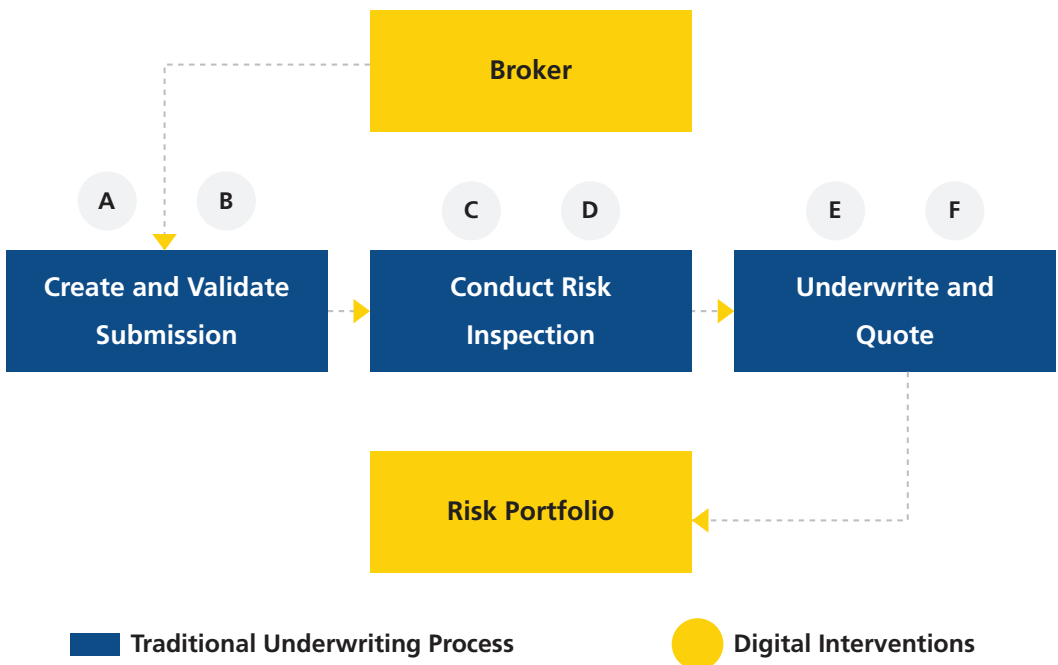 Broker
A
B
C
D
E
F
Create and Validate
Submission
Conduct Risk
Inspection
Underwrite and
Quote
Risk Portfolio
Traditional Underwriting Process
Digital Interventions